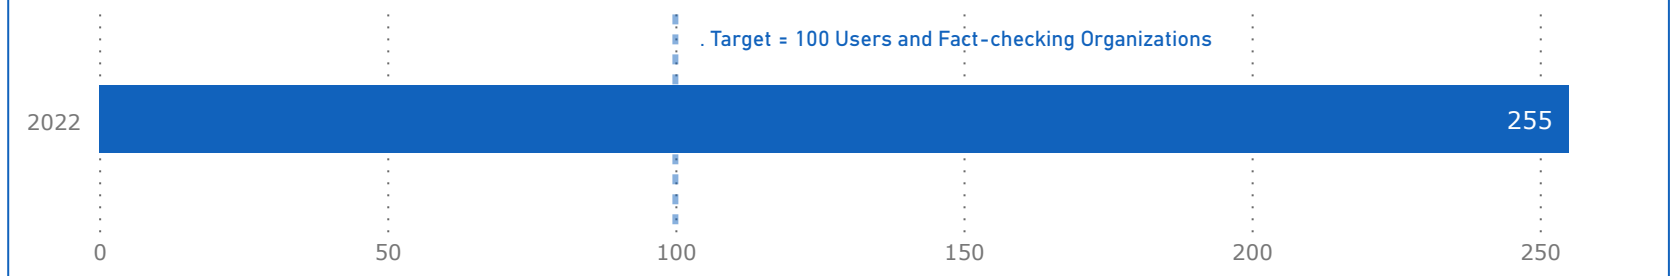 . Target = 100 Users and Fact-checking Organizations
2022 255
0 50 100 150 200 250